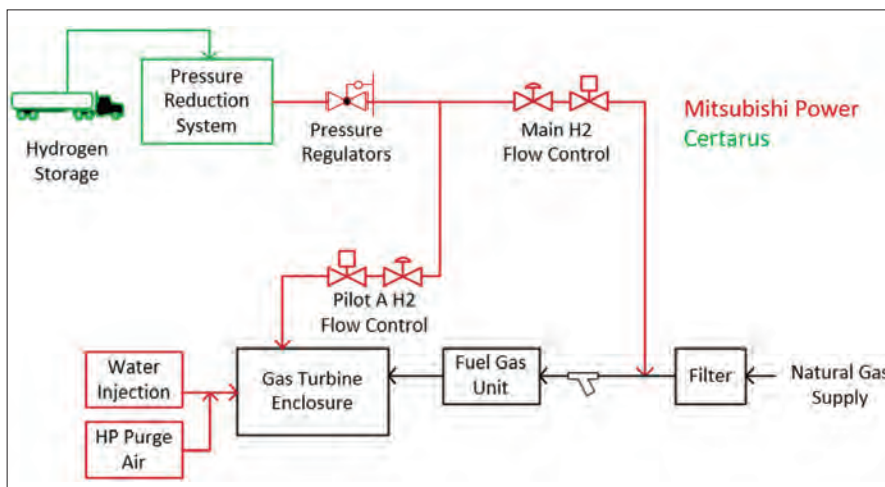 Pressure
Reduction
System
Hydrogen
Storage
Pressure
Regulators
Main H2
Flow Control
Mitsubishi Power
Certarus
Pilot A H2
Flow Control
Water
Injection
HP Purge
Air
Gas Turbine
Enclosure
Fuel Gas
Unit
Filter
Natural Gas
Supply